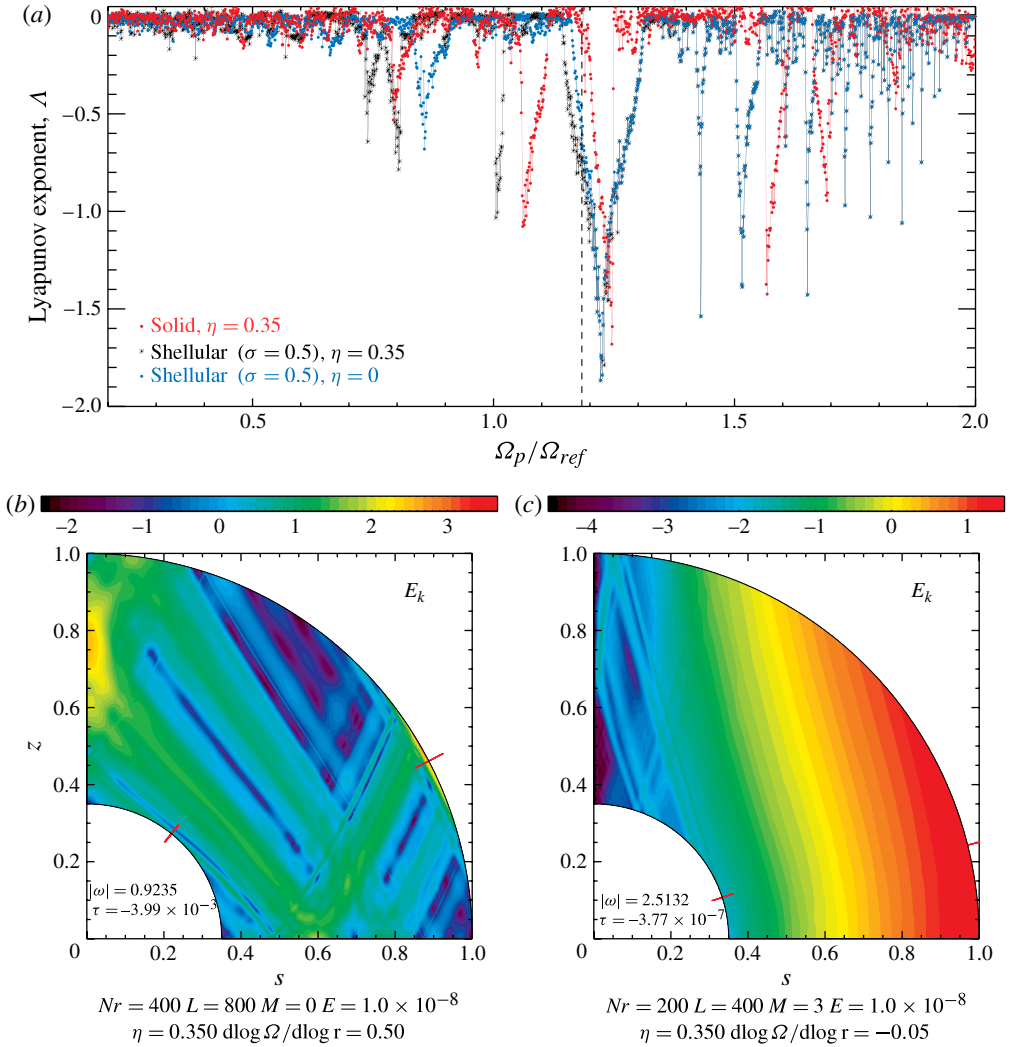 (a)
0
−0.5
−1.0
−1.5
−2.0
Lyapunov exponent, Λ
Solid, η = 0.35
Shellular (σ = 0.5), η = 0.35
Shellular (σ = 0.5), η = 0
0.5 1.0 1.5 2.0
Ω_p/Ω_ref
(b)
−2 −1 0 1 2 3
1.0
0.8
0.6
0.4
0.2
0
z
E_k
|ω| = 0.9235
τ = −3.99 × 10⁻³
0.2 0.4 0.6 0.8 1.0
s
Nr = 400 L = 800 M = 0 E = 1.0 × 10⁻⁸
η = 0.350 dlog Ω/dlog r = 0.50
(c)
−4 −3 −2 −1 0 1
1.0
0.8
0.6
0.4
0.2
0
E_k
|ω| = 2.5132
τ = −3.77 × 10⁻⁷
0.2 0.4 0.6 0.8 1.0
s
Nr = 200 L = 400 M = 3 E = 1.0 × 10⁻⁸
η = 0.350 dlog Ω/dlog r = −0.05